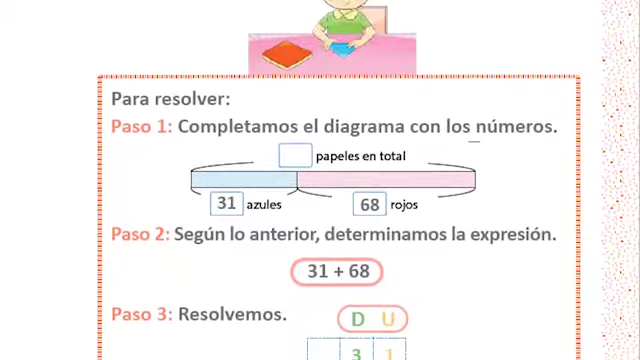 Para resolver:
Paso 1: Completamos el diagrama con los números.
papeles en total
31 azules 68 rojos
Paso 2: Según lo anterior, determinamos la expresión.
31 + 68
Paso 3: Resolvemos.
D U
3 1